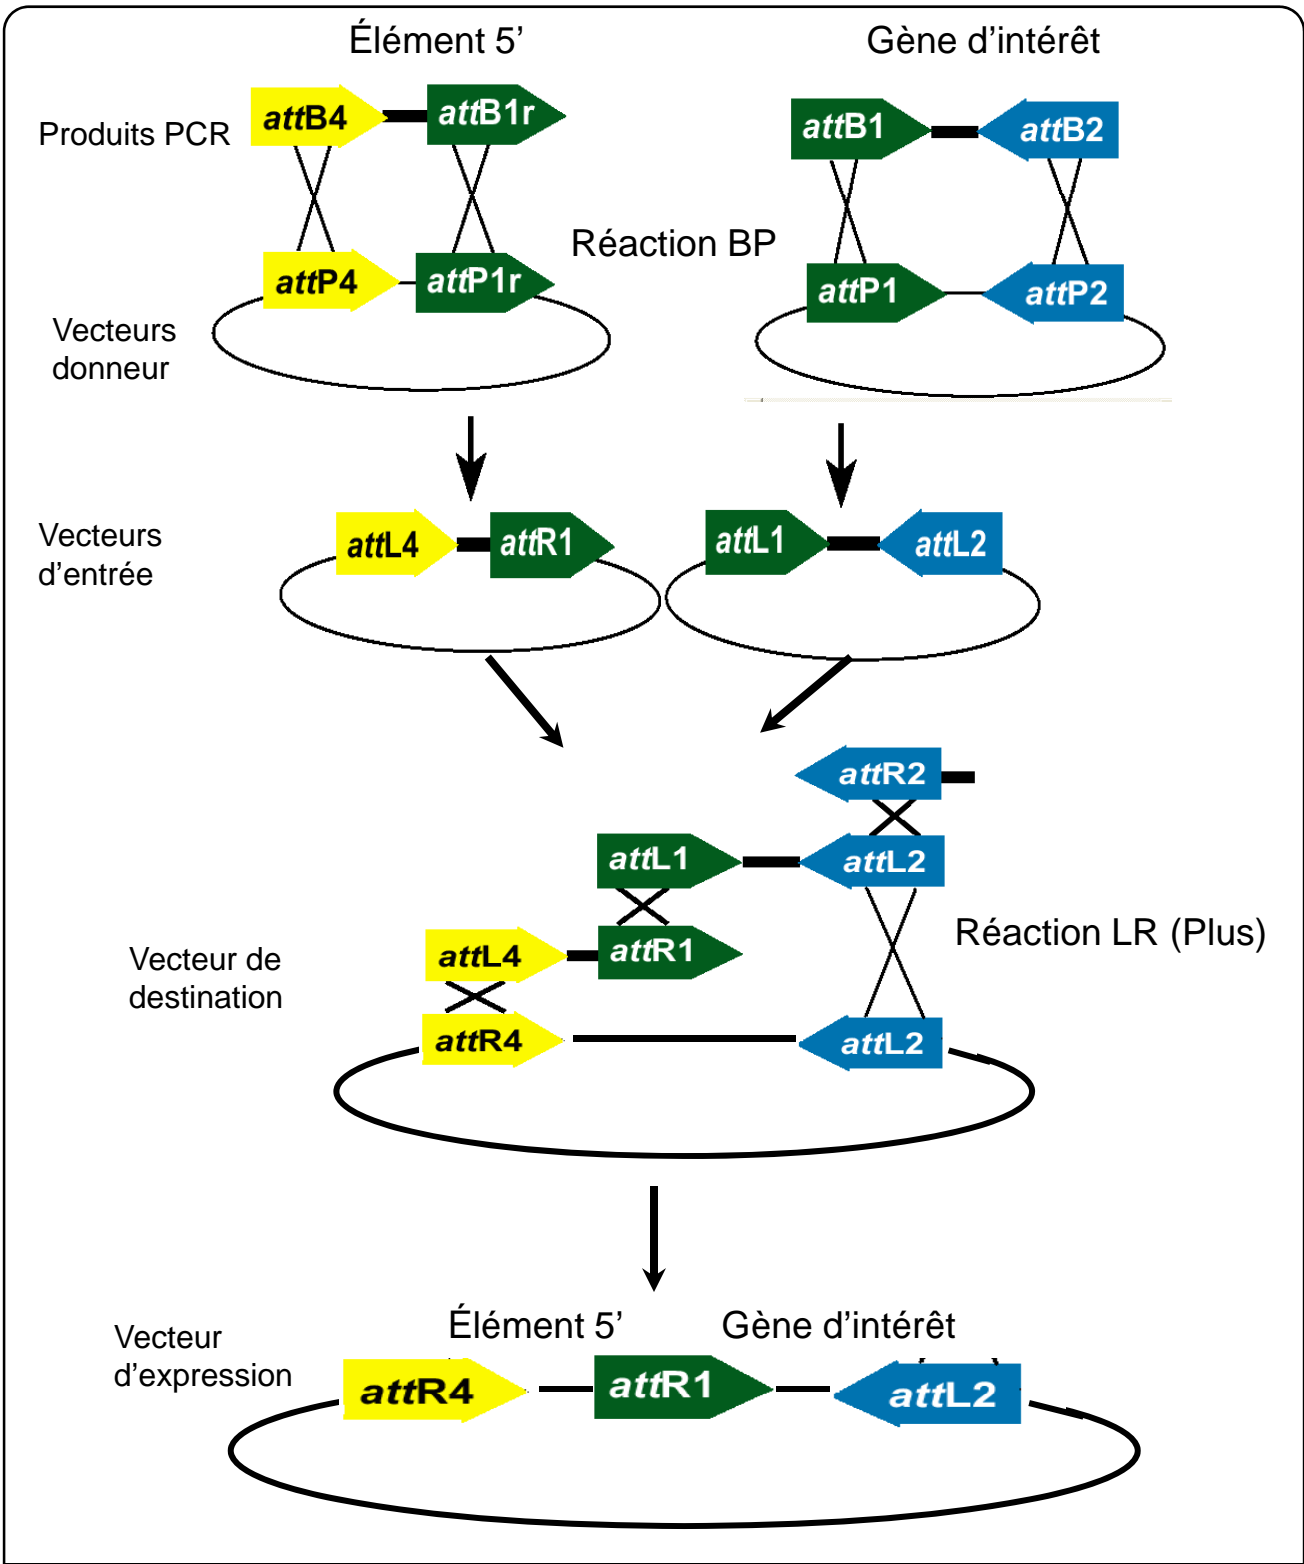 Élément 5’
Gène d’intérêt
Produits PCR
attB4
attB1r
attB1
attB2
Réaction BP
attP4
attP1r
attP1
attP2
Vecteurs
donneur
Vecteurs
d’entrée
attL4
attR1
attL1
attL2
attR2
attL1
attL2
Réaction LR (Plus)
Vecteur de
destination
attL4
attR1
attR4
attL2
Élément 5’
Gène d’intérêt
Vecteur
d’expression
attR4
attR1
attL2